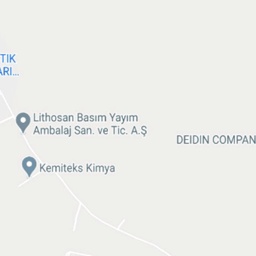 TIK
ARI...
Lithosan Basım Yayım
Ambalaj San. ve Tic. A.Ş
DEIDIN COMPAN
Kemiteks Kimya